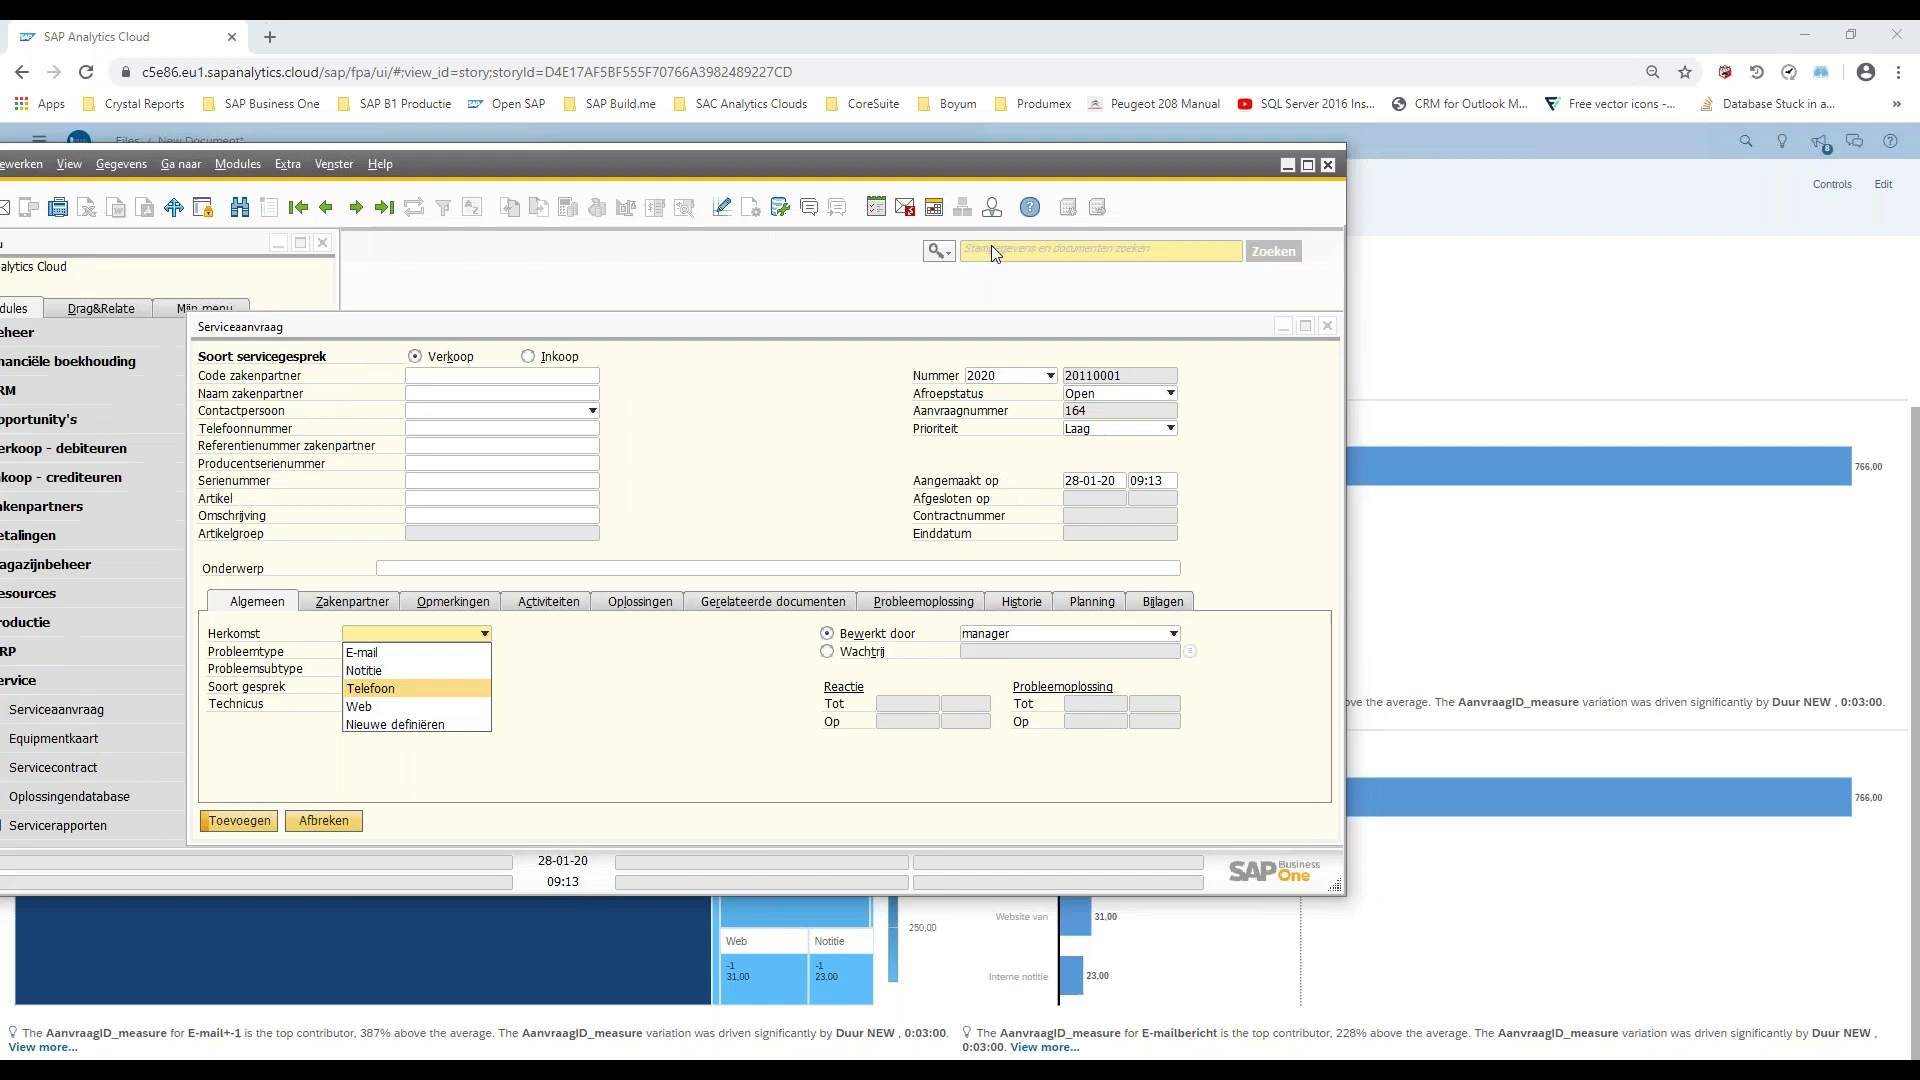 SAP Analytics Cloud
c5e86.eu1.sapanalytics.cloud/sap/fpa/ui/#;view_id=story;storyId=D4E17AF5BF555F70766A3982489227CD
Apps Crystal Reports SAP Business One SAP B1 Productie Open SAP SAP Build.me SAC Analytics Clouds CoreSuite Boyum Produmex Peugeot 208 Manual SQL Server 2016 Ins... CRM for Outlook M... Free vector icons -... Database Stuck in a... »
Files / New Document*
8
ewerken View Gegevens Ga naar Modules Extra Venster Help
Controls Edit
u
Stamgegevens en documenten zoeken Zoeken
alytics Cloud
dules Drag&Relate Mijn menu
eheer
nanciële boekhouding
RM
pportunity's
erkoop - debiteuren
koop - crediteuren
akenpartners
etalingen
agazijnbeheer
esources
roductie
RP
ervice
Serviceaanvraag
Equipmentkaart
Servicecontract
Oplossingendatabase
Servicerapporten
Serviceaanvraag
Soort servicegesprek Verkoop Inkoop
Code zakenpartner Nummer 2020 20110001
Naam zakenpartner Afroepstatus Open
Contactpersoon Aanvraagnummer 164
Telefoonnummer Prioriteit Laag
Referentienummer zakenpartner
Producentserienummer
Serienummer Aangemaakt op 28-01-20 09:13
Artikel Afgesloten op
Omschrijving Contractnummer
Artikelgroep Einddatum
Onderwerp
Algemeen Zakenpartner Opmerkingen Activiteiten Oplossingen Gerelateerde documenten Probleemoplossing Historie Planning Bijlagen
Herkomst Bewerkt door manager
Probleemtype E-mail Wachtrij
Probleemsubtype Notitie
Soort gesprek Telefoon Reactie Probleemoplossing
Technicus Web Tot Tot
Nieuwe definiëren Op Op
Toevoegen Afbreken
28-01-20
09:13
SAP Business One
766,00
ove the average. The AanvraagID_measure variation was driven significantly by Duur NEW , 0:03:00.
766,00
Web Notitie
-1 -1
31.00 23,00
250,00
Website van 31,00
Interne notitie 23,00
The AanvraagID_measure for E-mail+-1 is the top contributor, 387% above the average. The AanvraagID_measure variation was driven significantly by Duur NEW , 0:03:00.
View more...
The AanvraagID_measure for E-mailbericht is the top contributor, 228% above the average. The AanvraagID_measure variation was driven significantly by Duur NEW ,
0:03:00. View more...